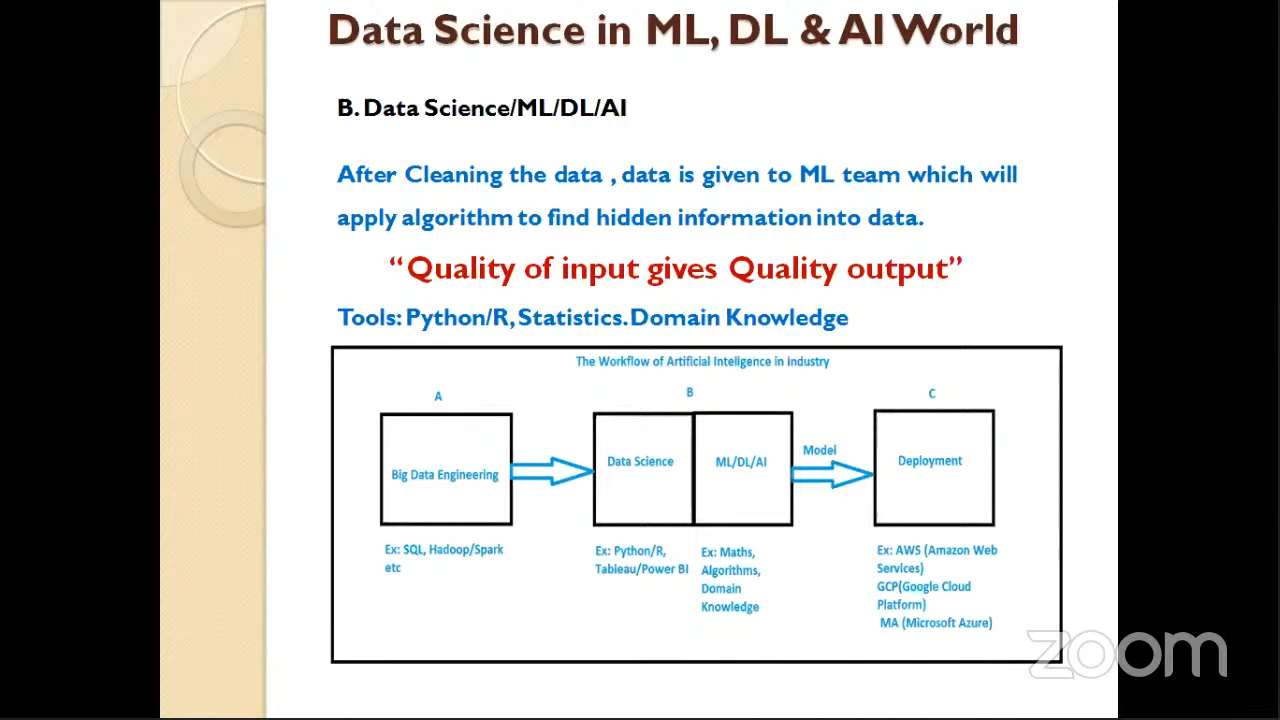 Data Science in ML, DL & AI World
B. Data Science/ML/DL/AI
After Cleaning the data , data is given to ML team which will
apply algorithm to find hidden information into data.
“Quality of input gives Quality output”
Tools: Python/R, Statistics. Domain Knowledge
The Workflow of Artificial Inteligence in Industry
A
Big Data Engineering
Ex: SQL, Hadoop/Spark
etc
B
Data Science
ML/DL/AI
Ex: Python/R,
Tableau/Power BI
Ex: Maths,
Algorithms,
Domain
Knowledge
Model
C
Deployment
Ex: AWS (Amazon Web
Services)
GCP(Google Cloud
Platform)
MA (Microsoft Azure)
zoom